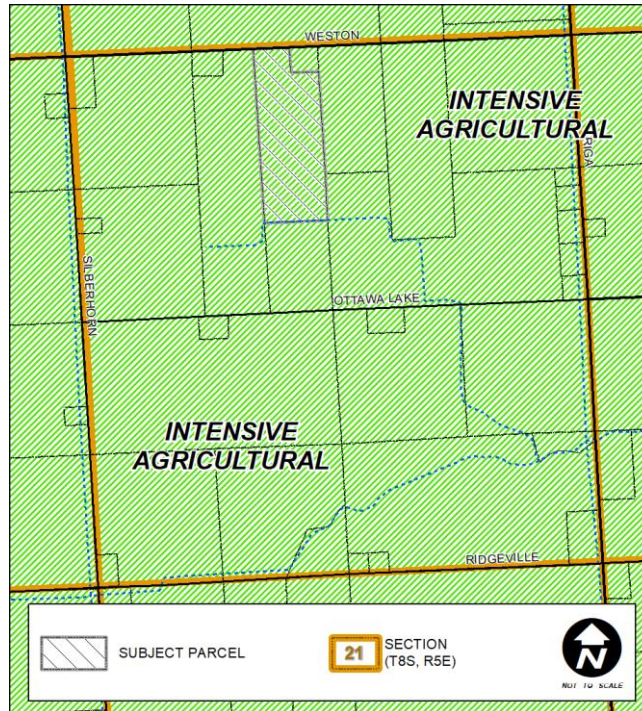 WESTON
INTENSIVE
AGRICULTURAL
RIGA
SILBERHORN
OTTAWA LAKE
INTENSIVE
AGRICULTURAL
RIDGEVILLE
SUBJECT PARCEL
21
SECTION
(T8S, R5E)
N
NOT TO SCALE